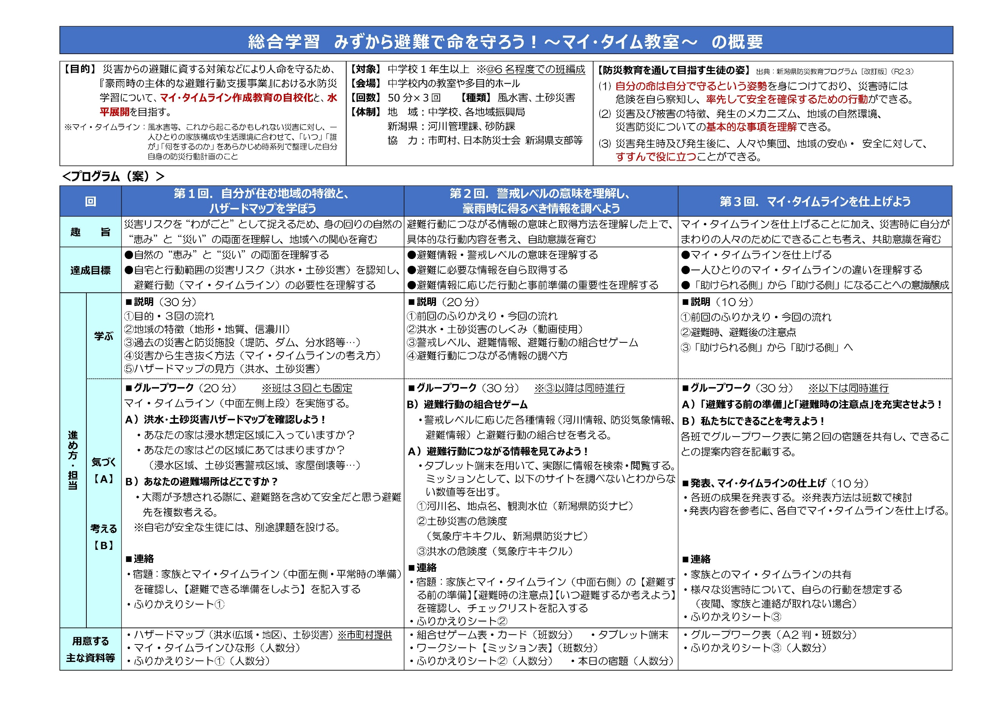 総合学習　みずから避難で命を守ろう！～マイ・タイム教室～　の概要
【目的】 災害からの避難に資する対策などにより人命を守るため、
『豪雨時の主体的な避難行動支援事業』における水防災
学習について、マイ・タイムライン作成教育の自校化と、水
平展開を目指す。
※マイ・タイムライン：風水害等、これから起こるかもしれない災害に対し、一
人ひとりの家族構成や生活環境に合わせて、「いつ」「誰
が」「何をするのか」をあらかじめ時系列で整理した自分
自身の防災行動計画のこと
【対象】 中学校１年生以上 ※@6 名程度での班編成
【会場】 中学校内の教室や多目的ホール
【回数】 50 分×３回　【種類】 風水害、土砂災害
【体制】 地　域：中学校、各地域振興局
新潟県：河川管理課、砂防課
協　力：市町村、日本防災士会 新潟県支部等
【防災教育を通して目指す生徒の姿】 出典：新潟県防災教育プログラム［改訂版］（R2.3）
(1) 自分の命は自分で守るという姿勢を身につけており、災害時には
危険を自ら察知し、率先して安全を確保するための行動ができる。
(2) 災害及び被害の特徴、発生のメカニズム、地域の自然環境、
災害防災についての基本的な事項を理解できる。
(3) 災害発生時及び発生後に、人々や集団、地域の安心・ 安全に対して、
すすんで役に立つことができる。
＜プログラム（案）＞
回
第１回．自分が住む地域の特徴と、
ハザードマップを学ぼう
第２回．警戒レベルの意味を理解し、
豪雨時に得るべき情報を調べよう
第３回．マイ・タイムラインを仕上げよう
趣　旨
災害リスクを“わがごと”として捉えるため、身の回りの自然の
“恵み”と“災い”の両面を理解し、地域への関心を育む
避難行動につながる情報の意味と取得方法を理解した上で、
具体的な行動内容を考え、自助意識を育む
マイ・タイムラインを仕上げることに加え、災害時に自分が
まわりの人々のためにできることも考え、共助意識を育む
達成目標
●自然の“恵み”と“災い”の両面を理解する
●自宅と行動範囲の災害リスク（洪水・土砂災害）を認知し、
避難行動（マイ・タイムライン）の必要性を理解する
●避難情報・警戒レベルの意味を理解する
●避難に必要な情報を自ら取得する
●避難情報に応じた行動と事前準備の重要性を理解する
●マイ・タイムラインを仕上げる
●一人ひとりのマイ・タイムラインの違いを理解する
●「助けられる側」から「助ける側」になることへの意識醸成
進め方・担当
学ぶ
■説明（30 分）
①目的・３回の流れ
②地域の特徴（地形・地質、信濃川）
③過去の災害と防災施設（堤防、ダム、分水路等…）
④災害から生き抜く方法（マイ・タイムラインの考え方）
⑤ハザードマップの見方（洪水、土砂災害）
■説明（20 分）
①前回のふりかえり・今回の流れ
②洪水・土砂災害のしくみ（動画使用）
③警戒レベル、避難情報、避難行動の組合せゲーム
④避難行動につながる情報の調べ方
■説明（10 分）
①前回のふりかえり・今回の流れ
②避難時、避難後の注意点
③「助けられる側」から「助ける側」へ
気づく
【A】
考える
【B】
■グループワーク（20 分）　※班は３回とも固定
マイ・タイムライン（中面左側上段）を実施する。
A）洪水・土砂災害ハザードマップを確認しよう！
・あなたの家は浸水想定区域に入っていますか？
・あなたの家はどの区域にあてはまりますか？
（浸水区域、土砂災害警戒区域、家屋倒壊等…）
B）あなたの避難場所はどこですか？
・大雨が予想される際に、避難路を含めて安全だと思う避難
先を複数考える。
※自宅が安全な生徒には、別途課題を設ける。
■連絡
・宿題：家族とマイ・タイムライン（中面左側・平常時の準備）
を確認し、【避難できる準備をしよう】を記入する
・ふりかえりシート①
■グループワーク（30 分）　※③以降は同時進行
B）避難行動の組合せゲーム
・警戒レベルに応じた各種情報（河川情報、防災気象情報、
避難情報）と避難行動の組合せを考える。
A）避難行動につながる情報を見てみよう！
・タブレット端末を用いて、実際に情報を検索・閲覧する。
ミッションとして、以下のサイトを調べないとわからな
い数値等を出す。
①河川名、地点名、観測水位（新潟県防災ナビ）
②土砂災害の危険度
（気象庁キキクル、新潟県防災ナビ）
③洪水の危険度（気象庁キキクル）
■連絡
・宿題：家族とマイ・タイムライン（中面右側）の【避難す
る前の準備】【避難時の注意点】【いつ避難するか考えよう】
を確認し、チェックリストを記入する
・ふりかえりシート②
■グループワーク（30 分）　※以下は同時進行
A）「避難する前の準備」と「避難時の注意点」を充実させよう！
B）私たちにできることを考えよう！
各班でグループワーク表に第２回の宿題を共有し、できるこ
との提案内容を記載する。
■発表、マイ・タイムラインの仕上げ（10 分）
・各班の成果を発表する。※発表方法は班数で検討
・発表内容を参考に、各自でマイ・タイムラインを仕上げる。
■連絡
・家族とのマイ・タイムラインの共有
・様々な災害時について、自らの行動を想定する
（夜間、家族と連絡が取れない場合）
・ふりかえりシート③
用意する
主な資料等
・ハザードマップ（洪水(広域・地区)、土砂災害）※市町村提供
・マイ・タイムラインひな形（人数分）
・ふりかえりシート①（人数分）
・組合せゲーム表・カード（班数分）　・タブレット端末
・ワークシート【ミッション表】（班数分）
・ふりかえりシート②（人数分）　・本日の宿題（人数分）
・グループワーク表（A2 判・班数分）
・ふりかえりシート③（人数分）